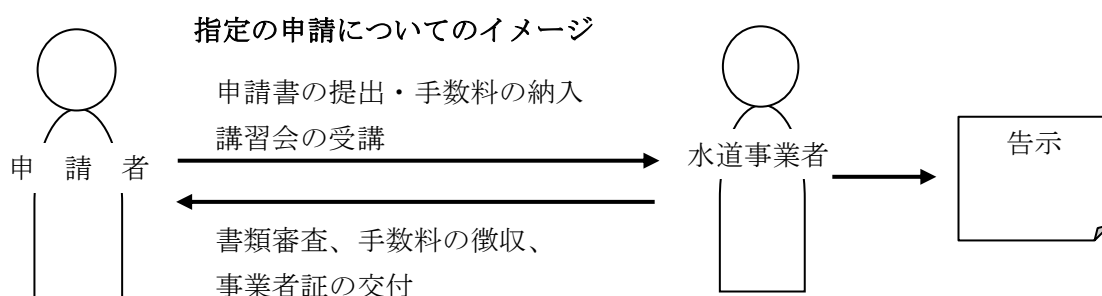 指定の申請についてのイメージ
申請書の提出・手数料の納入
講習会の受講
申請者
水道事業者
告示
書類審査、手数料の徴収、
事業者証の交付